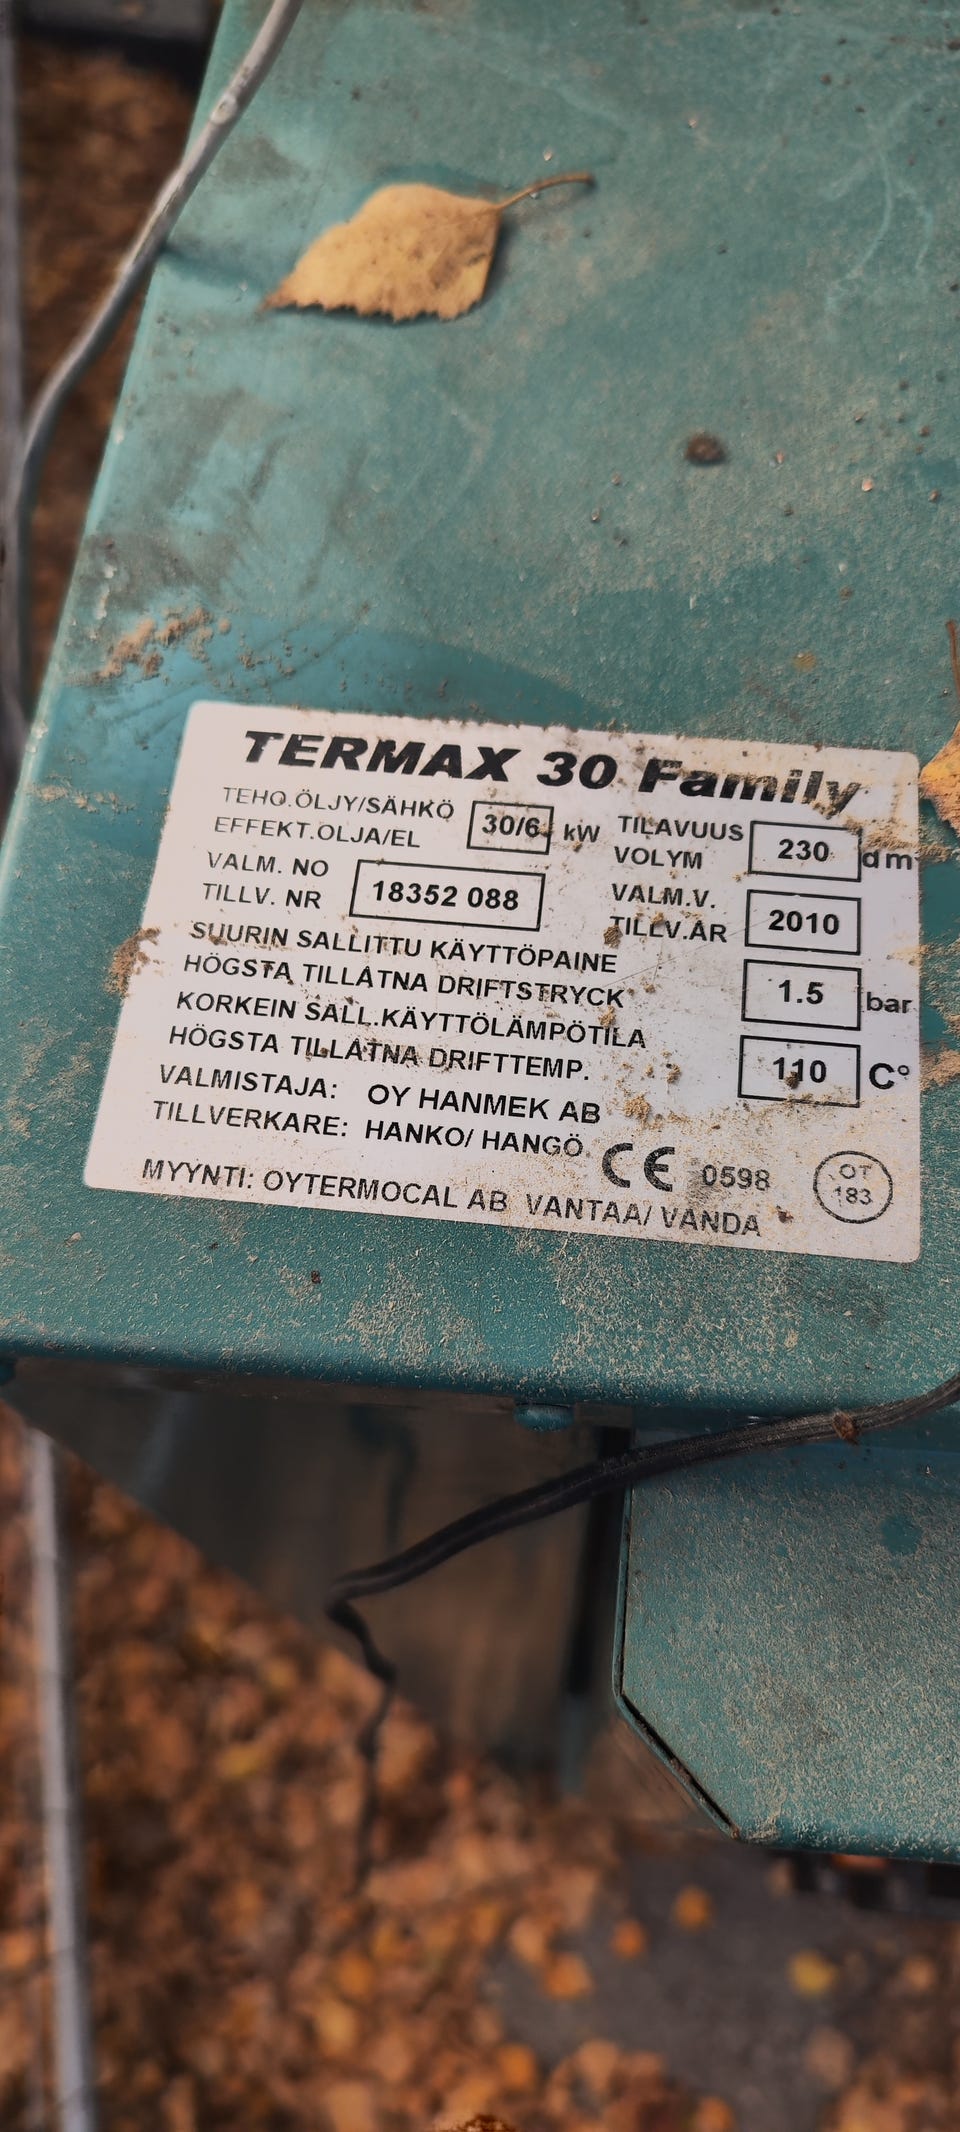 TERMAX 30 Family
TEHO.ÖLJY/SÄHKÖ 30/6 kW
EFFEKT.OLJA/EL
TILAVUUS 230 dm
VOLYM
VALM. NO 18352 088
TILLV. NR
VALM.V. 2010
TILLV.ÅR
SUURIN SALLITTU KÄYTTÖPAINE 1.5 bar
HÖGSTA TILLÅTNA DRIFTSTRYCK
KORKEIN SALL.KÄYTTÖLÄMPÖTILA 110 C°
HÖGSTA TILLÅTNA DRIFTTEMP.
VALMISTAJA: OY HANMEK AB
TILLVERKARE: HANKO/ HANGÖ
CE 0598 OT 183
MYYNTI: OYTERMOCAL AB VANTAA/ VANDA